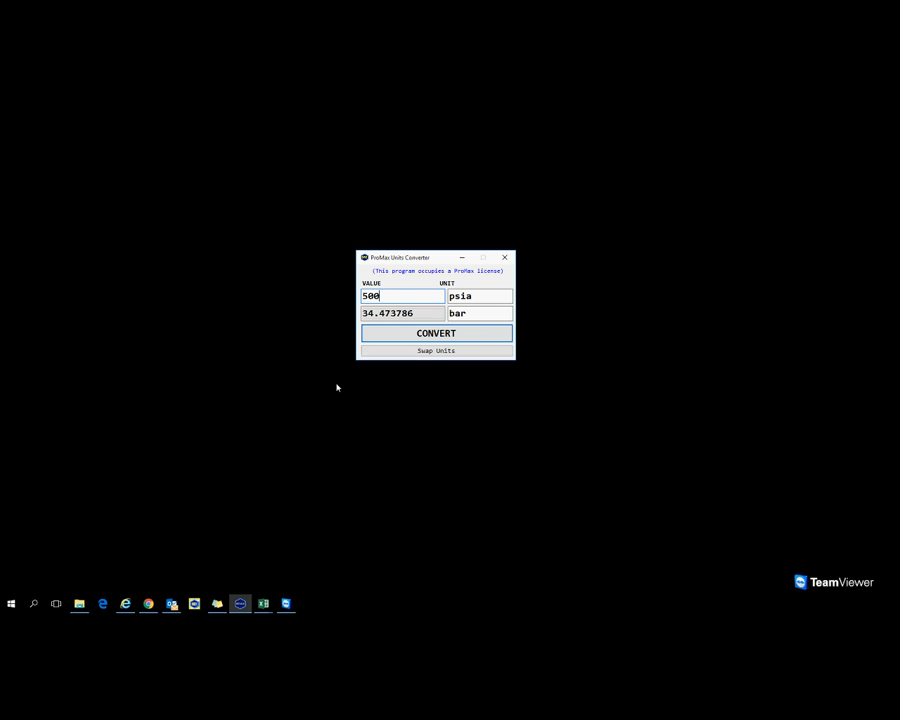 ProMax Units Converter
(This program occupies a ProMax license)
VALUE UNIT
500 psia
34.473786 bar
CONVERT
Swap Units
TeamViewer